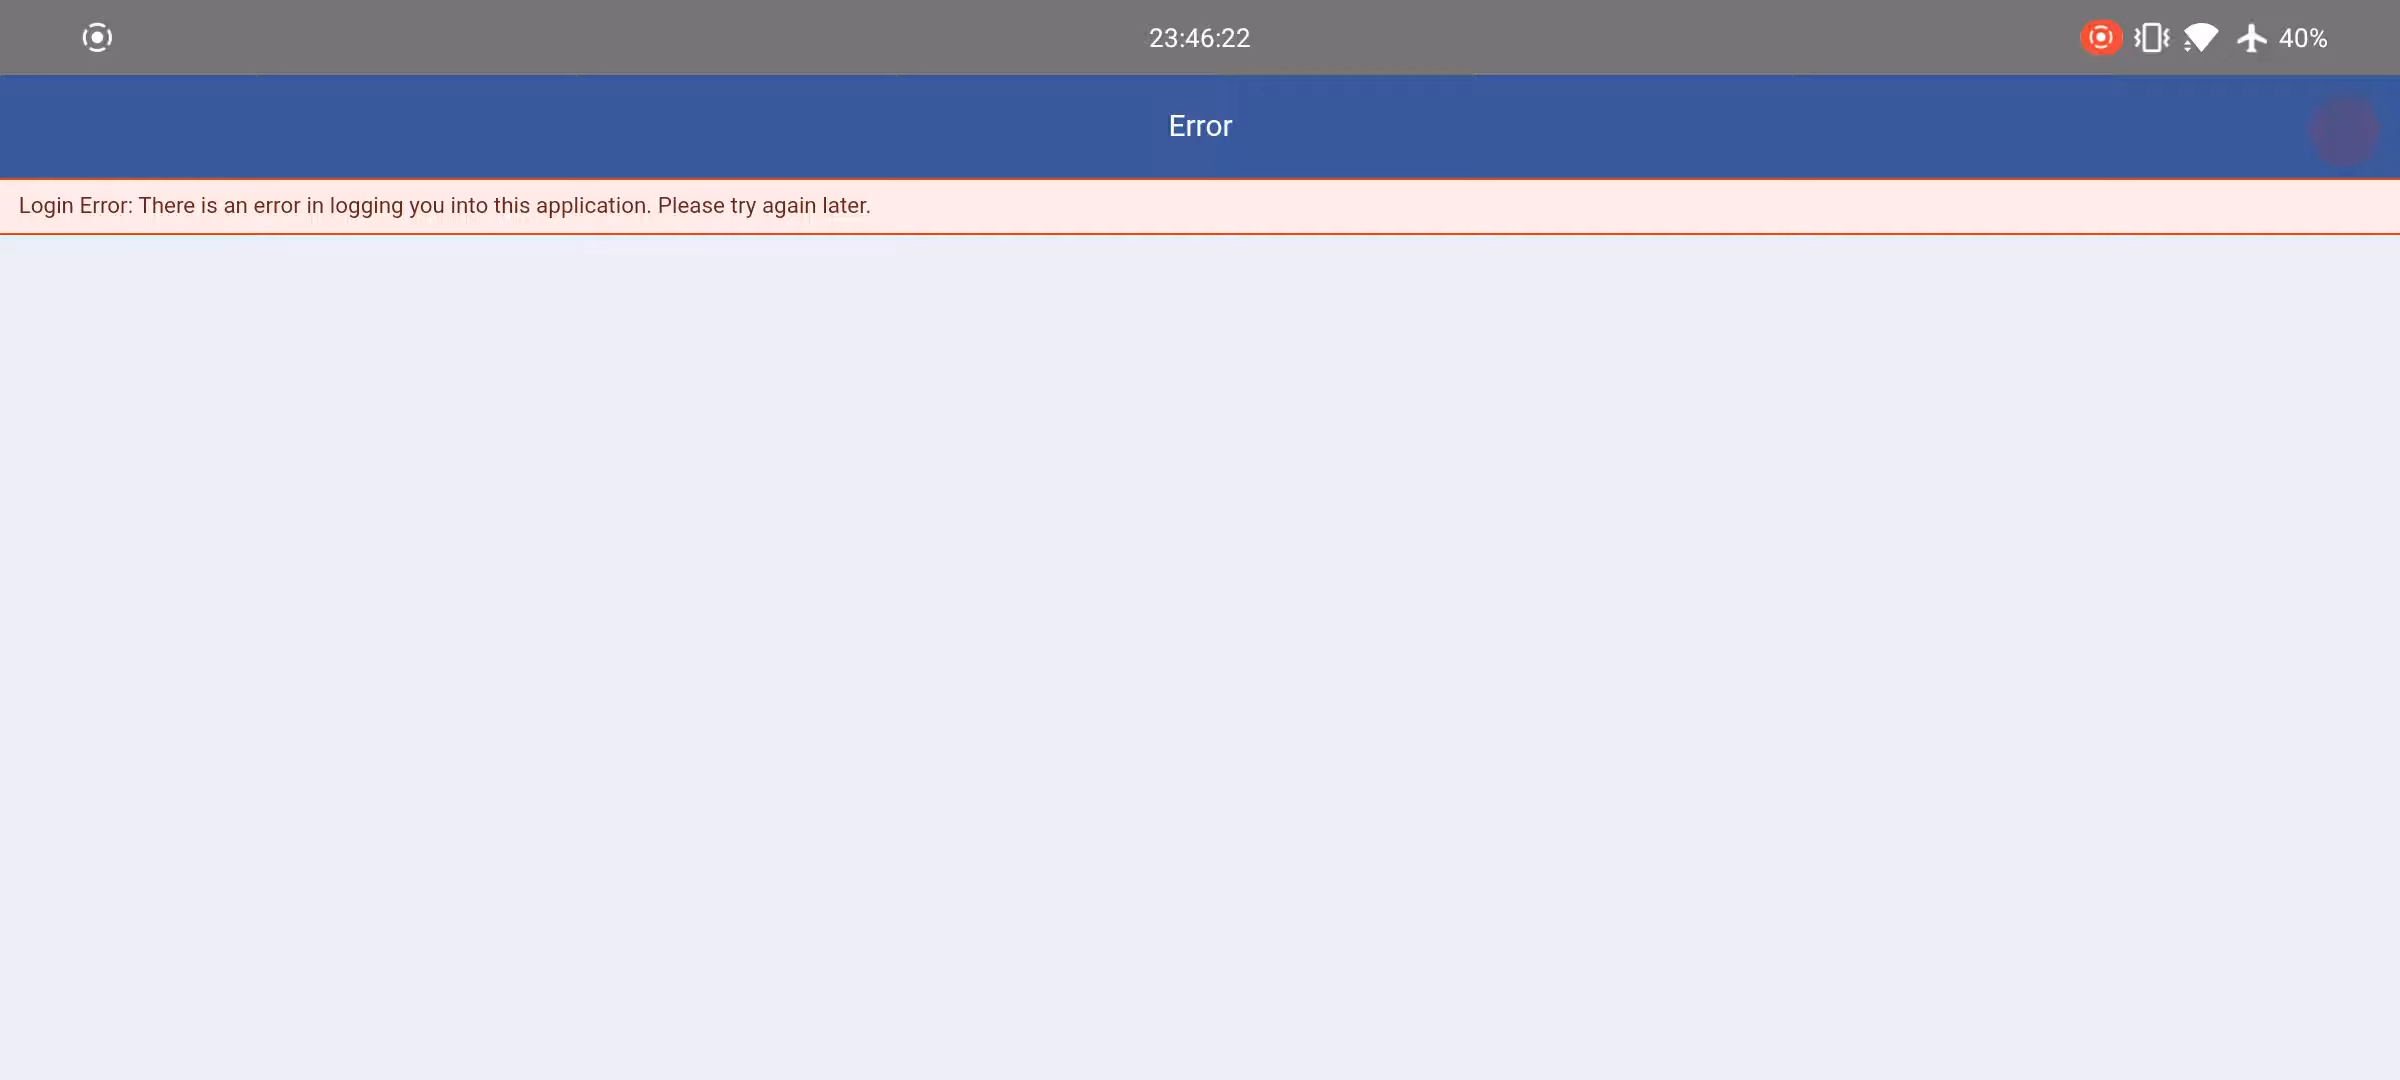 23:46:22
40%
Error
Login Error: There is an error in logging you into this application. Please try again later.